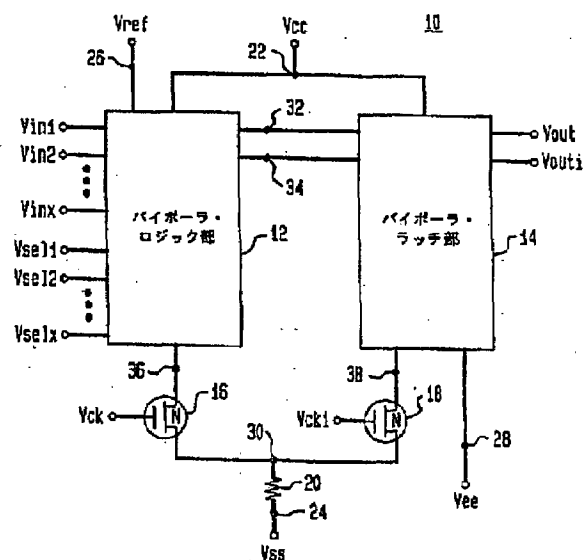 Vref
Vcc
10
26
22
32
Vin1
Vin2
34
Vout
Vouti
Vinx
バイポーラ・
ロジック部
バイポーラ・
ラッチ部
Vsel1
12
14
Vsel2
Vselx
36
38
16
18
Vck
N
Vcki
N
30
28
20
24
Vee
Vss